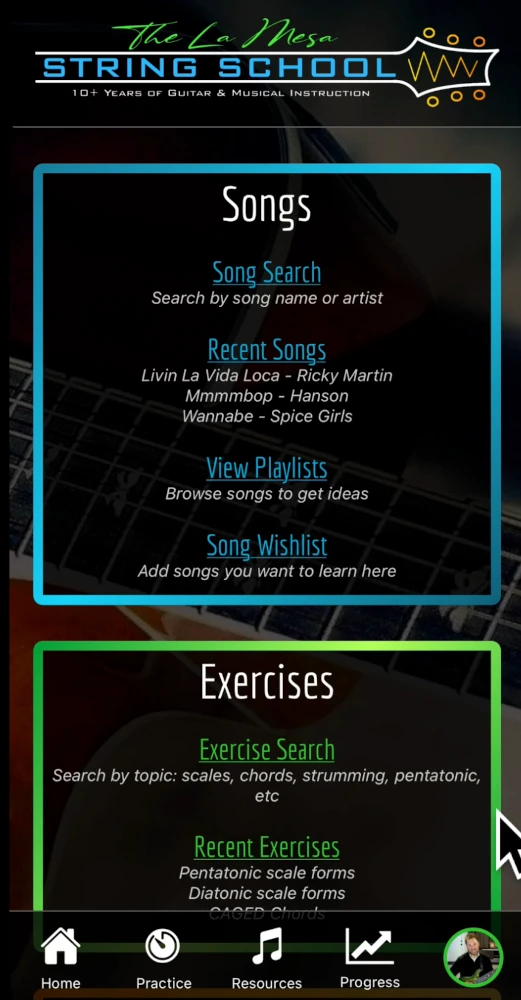 The La Mesa
STRING SCHOOL
10+ Years of Guitar & Musical Instruction
Songs
Song Search
Search by song name or artist
Recent Songs
Livin La Vida Loca - Ricky Martin
Mmmmbop - Hanson
Wannabe - Spice Girls
View Playlists
Browse songs to get ideas
Song Wishlist
Add songs you want to learn here
Exercises
Exercise Search
Search by topic: scales, chords, strumming, pentatonic,
etc
Recent Exercises
Pentatonic scale forms
Diatonic scale forms
CAGED Chords
Home Practice Resources Progress